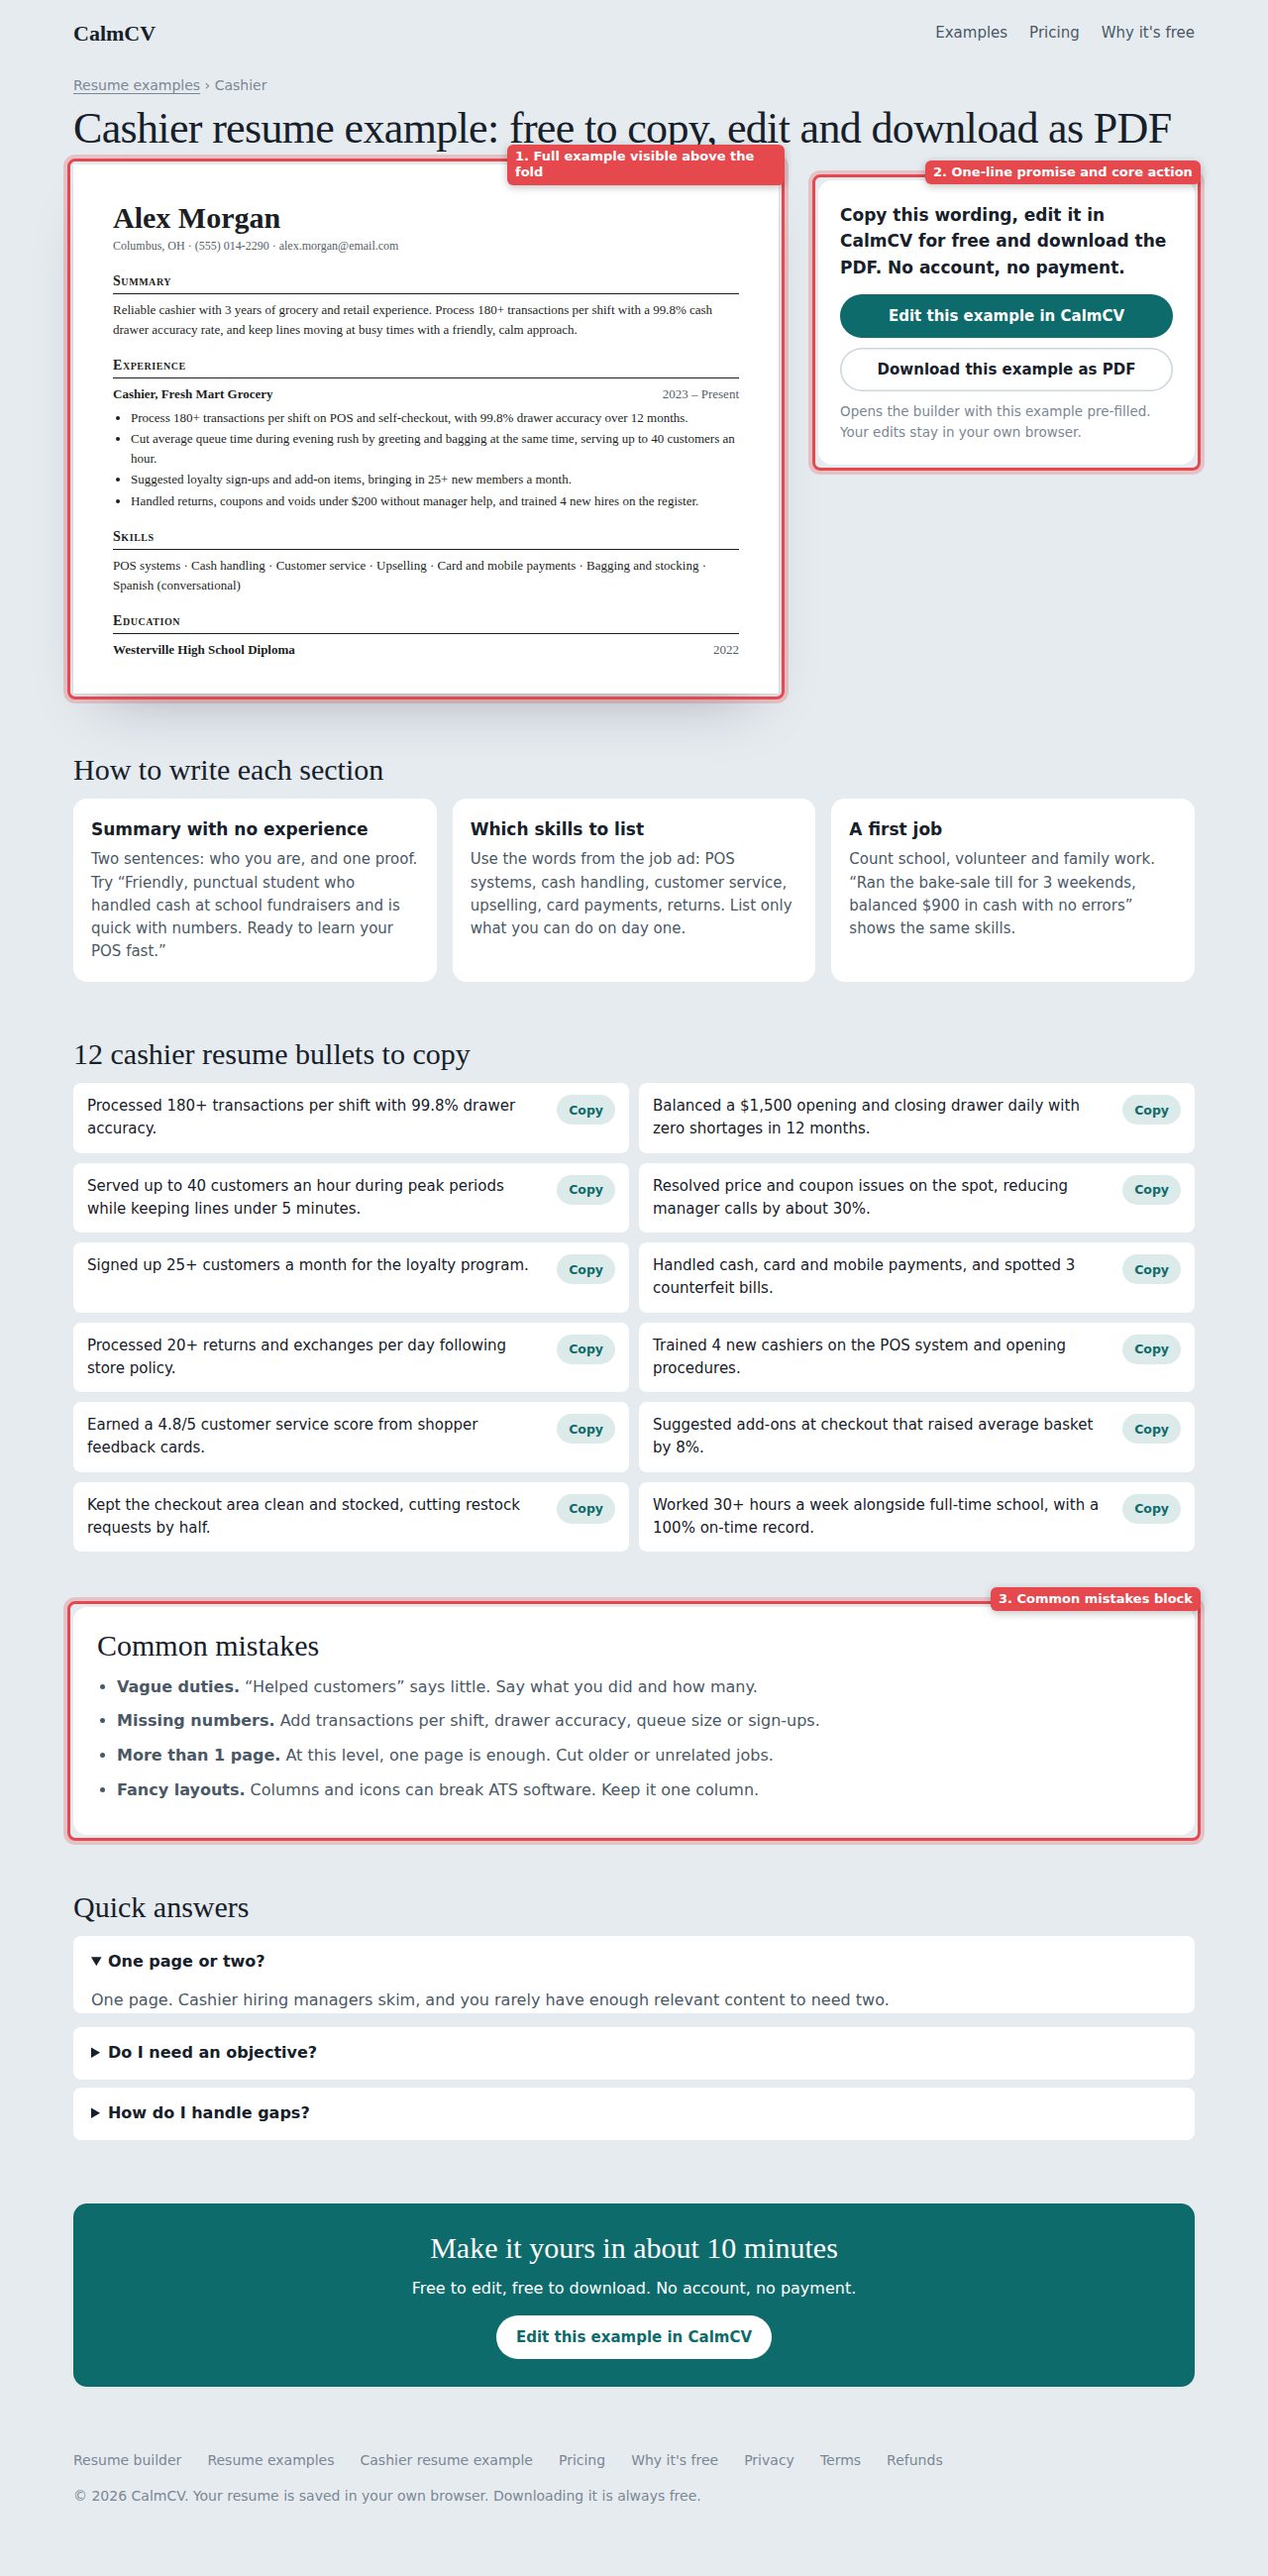 CalmCV
Examples Pricing Why it's free
Resume examples › Cashier
Cashier resume example: free to copy, edit and download as PDF
1. Full example visible above the
fold
Alex Morgan
Columbus, OH · (555) 014-2290 · alex.morgan@email.com
Summary
Reliable cashier with 3 years of grocery and retail experience. Process 180+ transactions per shift with a 99.8% cash
drawer accuracy rate, and keep lines moving at busy times with a friendly, calm approach.
Experience
Cashier, Fresh Mart Grocery 2023 – Present
• Process 180+ transactions per shift on POS and self-checkout, with 99.8% drawer accuracy over 12 months.
• Cut average queue time during evening rush by greeting and bagging at the same time, serving up to 40 customers an
hour.
• Suggested loyalty sign-ups and add-on items, bringing in 25+ new members a month.
• Handled returns, coupons and voids under $200 without manager help, and trained 4 new hires on the register.
Skills
POS systems · Cash handling · Customer service · Upselling · Card and mobile payments · Bagging and stocking ·
Spanish (conversational)
Education
Westerville High School Diploma 2022
2. One-line promise and core action
Copy this wording, edit it in
CalmCV for free and download the
PDF. No account, no payment.
Edit this example in CalmCV
Download this example as PDF
Opens the builder with this example pre-filled.
Your edits stay in your own browser.
How to write each section
Summary with no experience
Two sentences: who you are, and one proof.
Try “Friendly, punctual student who
handled cash at school fundraisers and is
quick with numbers. Ready to learn your
POS fast.”
Which skills to list
Use the words from the job ad: POS
systems, cash handling, customer service,
upselling, card payments, returns. List only
what you can do on day one.
A first job
Count school, volunteer and family work.
“Ran the bake-sale till for 3 weekends,
balanced $900 in cash with no errors”
shows the same skills.
12 cashier resume bullets to copy
Processed 180+ transactions per shift with 99.8% drawer
accuracy.
Copy
Balanced a $1,500 opening and closing drawer daily with
zero shortages in 12 months.
Copy
Served up to 40 customers an hour during peak periods
while keeping lines under 5 minutes.
Copy
Resolved price and coupon issues on the spot, reducing
manager calls by about 30%.
Copy
Signed up 25+ customers a month for the loyalty program.
Copy
Handled cash, card and mobile payments, and spotted 3
counterfeit bills.
Copy
Processed 20+ returns and exchanges per day following
store policy.
Copy
Trained 4 new cashiers on the POS system and opening
procedures.
Copy
Earned a 4.8/5 customer service score from shopper
feedback cards.
Copy
Suggested add-ons at checkout that raised average basket
by 8%.
Copy
Kept the checkout area clean and stocked, cutting restock
requests by half.
Copy
Worked 30+ hours a week alongside full-time school, with a
100% on-time record.
Copy
3. Common mistakes block
Common mistakes
• Vague duties. “Helped customers” says little. Say what you did and how many.
• Missing numbers. Add transactions per shift, drawer accuracy, queue size or sign-ups.
• More than 1 page. At this level, one page is enough. Cut older or unrelated jobs.
• Fancy layouts. Columns and icons can break ATS software. Keep it one column.
Quick answers
▼ One page or two?
One page. Cashier hiring managers skim, and you rarely have enough relevant content to need two.
▶ Do I need an objective?
▶ How do I handle gaps?
Make it yours in about 10 minutes
Free to edit, free to download. No account, no payment.
Edit this example in CalmCV
Resume builder Resume examples Cashier resume example Pricing Why it's free Privacy Terms Refunds
© 2026 CalmCV. Your resume is saved in your own browser. Downloading it is always free.